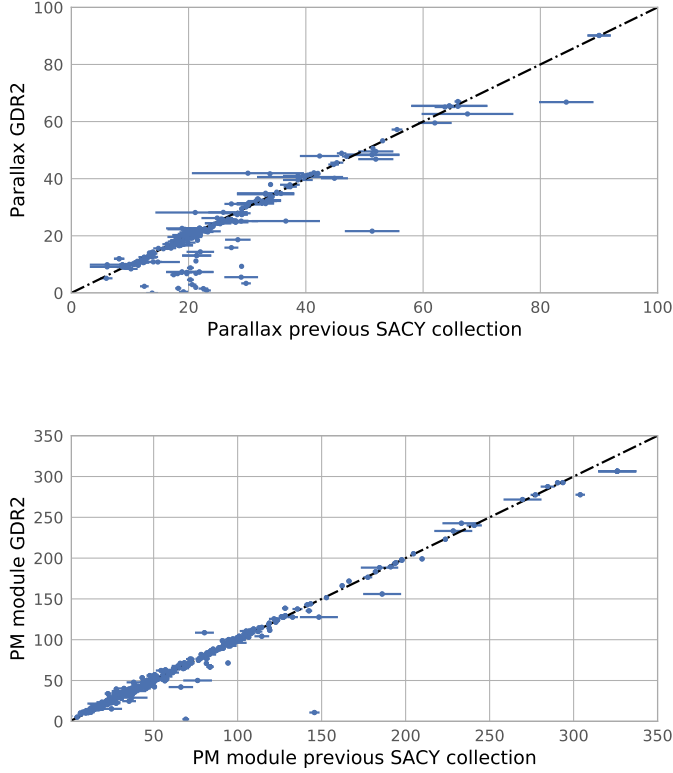 100
80
60
40
20
0
Parallax GDR2
0 20 40 60 80 100
Parallax previous SACY collection
350
300
250
200
150
100
50
0
PM module GDR2
50 100 150 200 250 300 350
PM module previous SACY collection